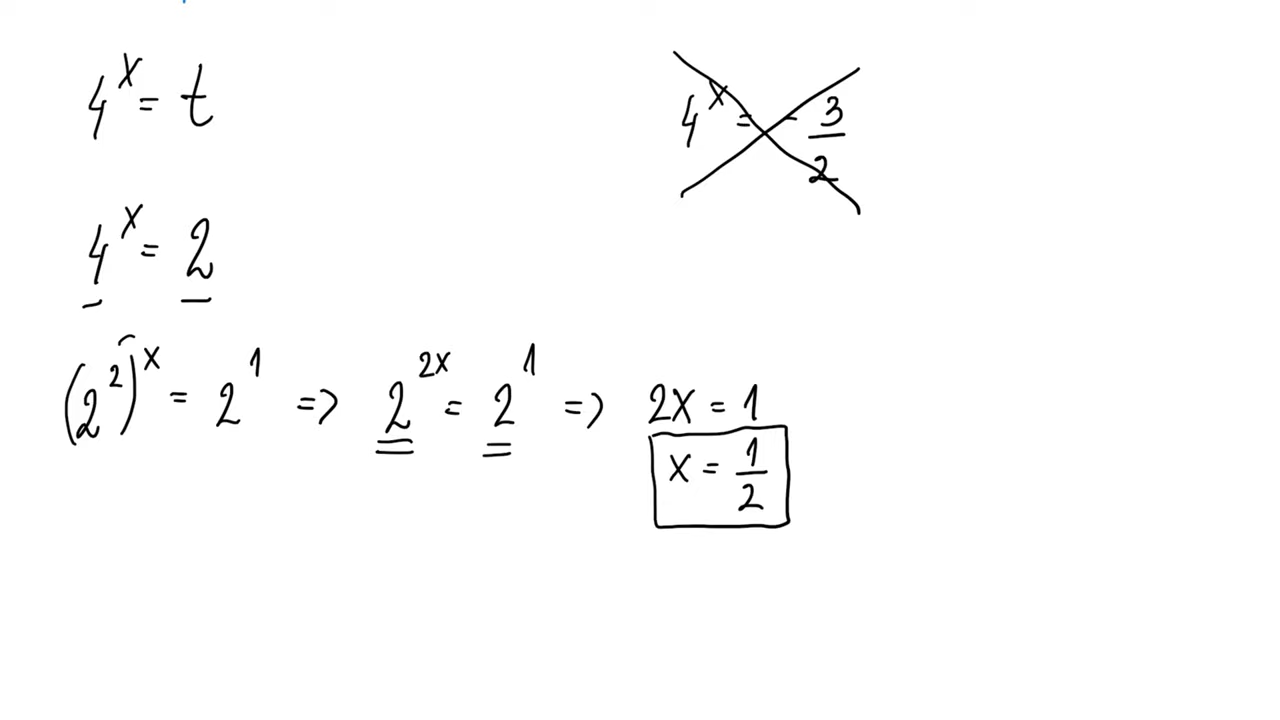 4^x = t
4^x = - 3/2
4^x = 2
(2^2)^x = 2^1 => 2^{2x} = 2^1 => 2x = 1
x = 1/2